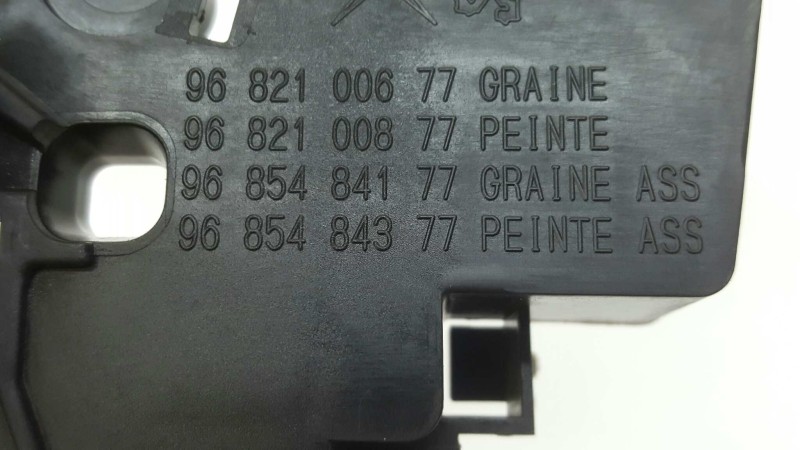 96 821 006 77 GRAINE
96 821 008 77 PEINTE
96 854 841 77 GRAINE ASS
96 854 843 77 PEINTE ASS